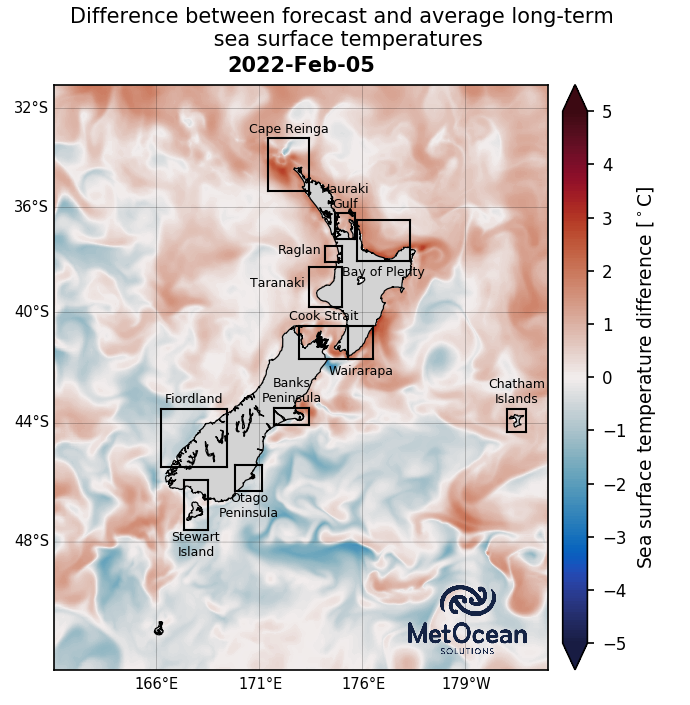 Difference between forecast and average long-term
sea surface temperatures
2022-Feb-05
32°S
36°S
40°S
44°S
48°S
166°E
171°E
176°E
179°W
Cape Reinga
Hauraki
Gulf
Raglan
Bay of Plenty
Taranaki
Cook Strait
Wairarapa
Banks
Peninsula
Fiordland
Chatham
Islands
Otago
Peninsula
Stewart
Island
MetOcean
SOLUTIONS
5
4
3
2
1
0
−1
−2
−3
−4
−5
Sea surface temperature difference [°C]